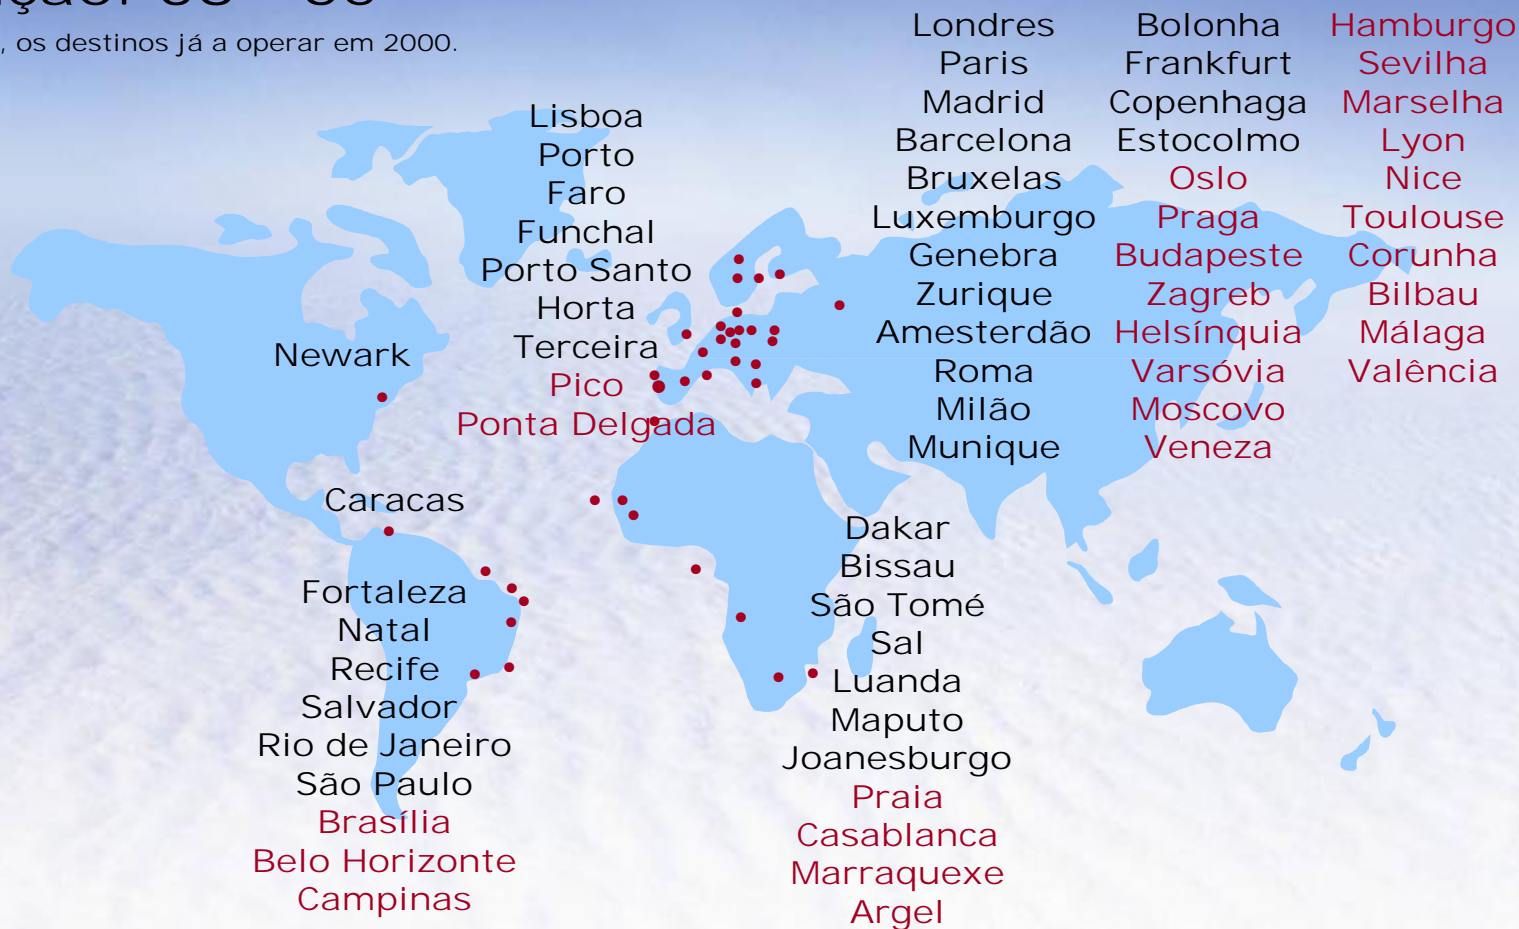 , os destinos já a operar em 2000.
Lisboa
Porto
Faro
Funchal
Porto Santo
Horta
Terceira
Pico
Ponta Delgada
Londres
Paris
Madrid
Barcelona
Bruxelas
Luxemburgo
Genebra
Zurique
Amesterdão
Roma
Milão
Munique
Bolonha
Frankfurt
Copenhaga
Estocolmo
Oslo
Praga
Budapeste
Zagreb
Helsínquia
Varsóvia
Moscovo
Veneza
Hamburgo
Sevilha
Marselha
Lyon
Nice
Toulouse
Corunha
Bilbau
Málaga
Valência
Newark
Caracas
Fortaleza
Natal
Recife
Salvador
Rio de Janeiro
São Paulo
Brasília
Belo Horizonte
Campinas
Dakar
Bissau
São Tomé
Sal
Luanda
Maputo
Joanesburgo
Praia
Casablanca
Marraquexe
Argel